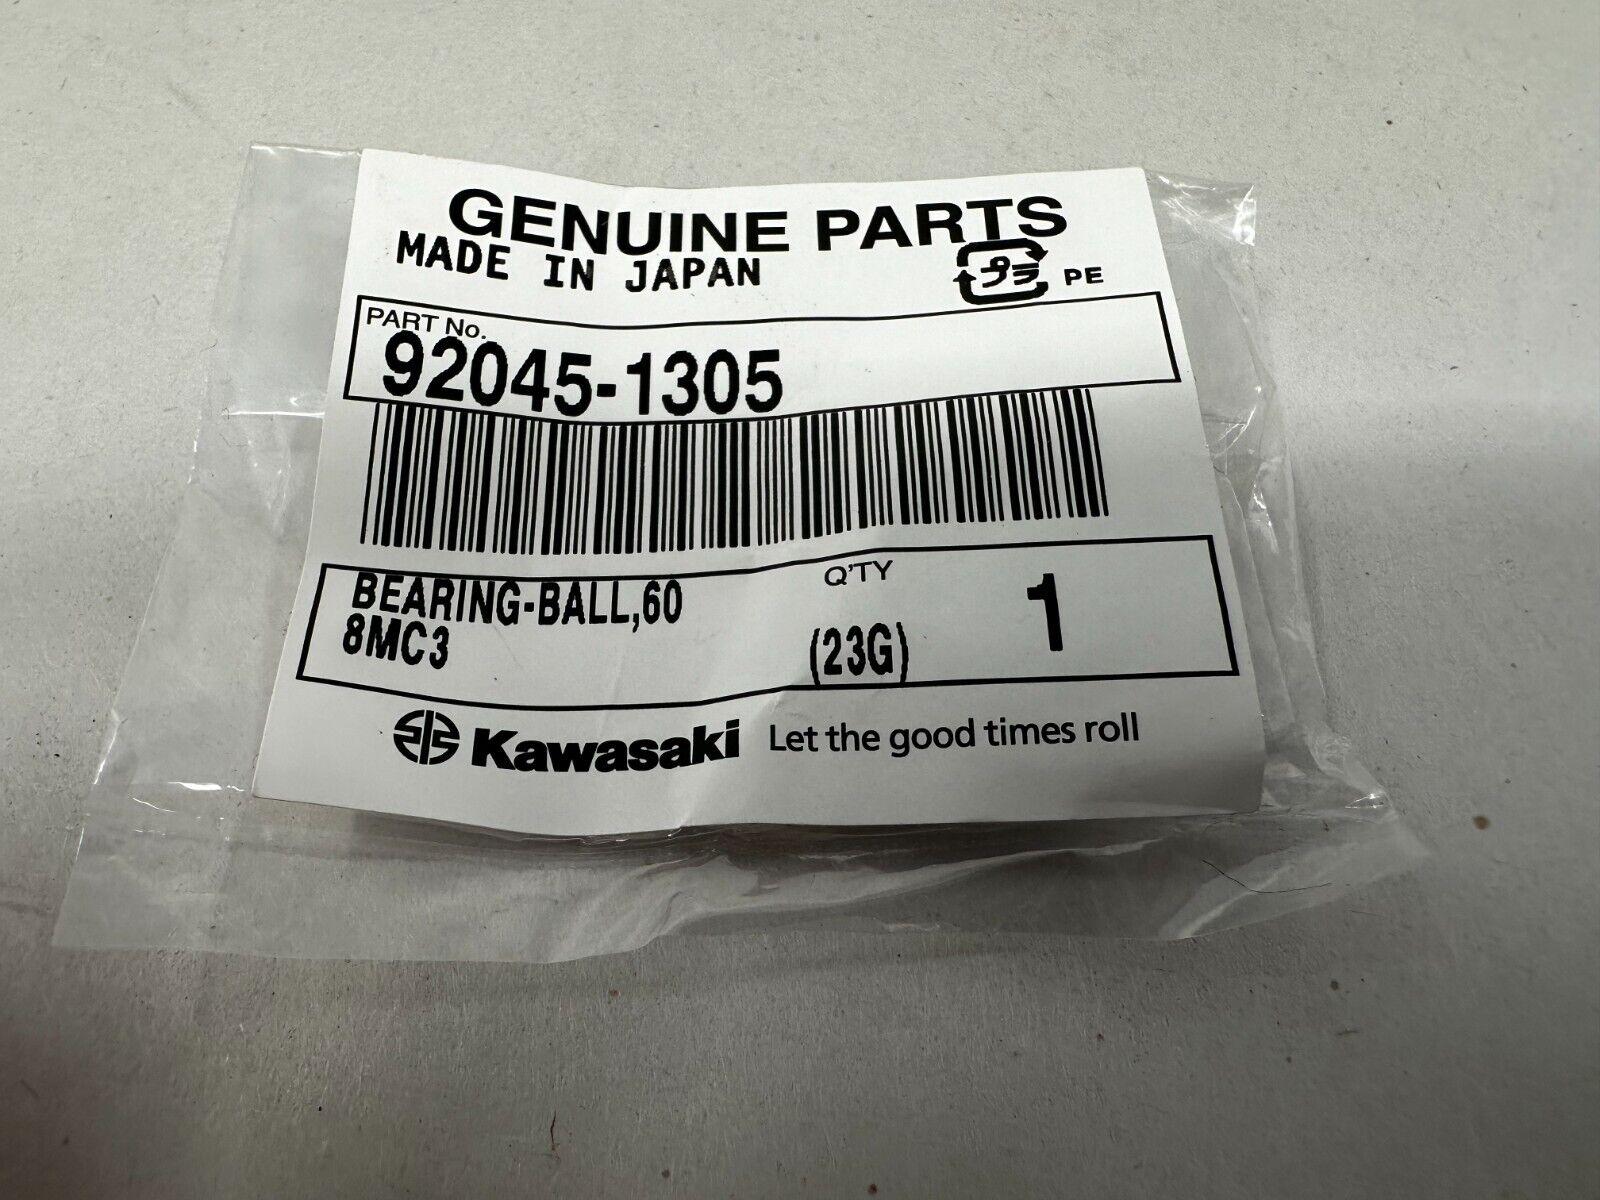 GENUINE PARTS
MADE IN JAPAN
プラ PE
PART No.
92045-1305
BEARING-BALL,60
8MC3
Q'TY
(23G)
1
Kawasaki Let the good times roll